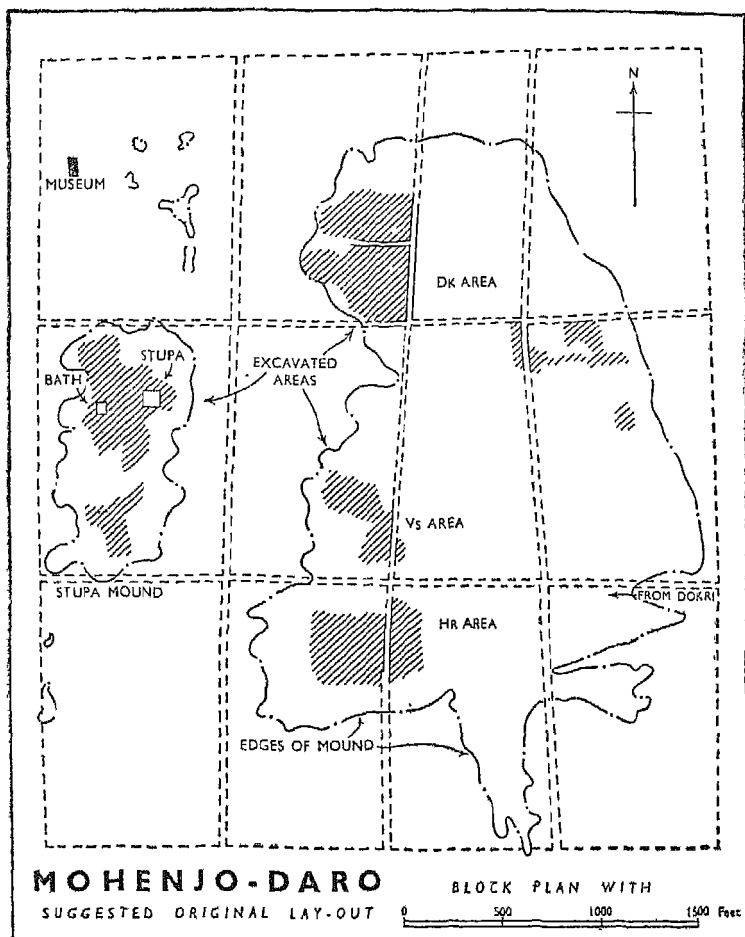 N
MUSEUM
DK AREA
STUPA
BATH
EXCAVATED
AREAS
VS AREA
STUPA MOUND
FROM DOKRI
HR AREA
EDGES OF MOUND
MOHENJO-DARO
BLOCK PLAN WITH
SUGGESTED ORIGINAL LAY-OUT
0 500 1000 1500 Feet